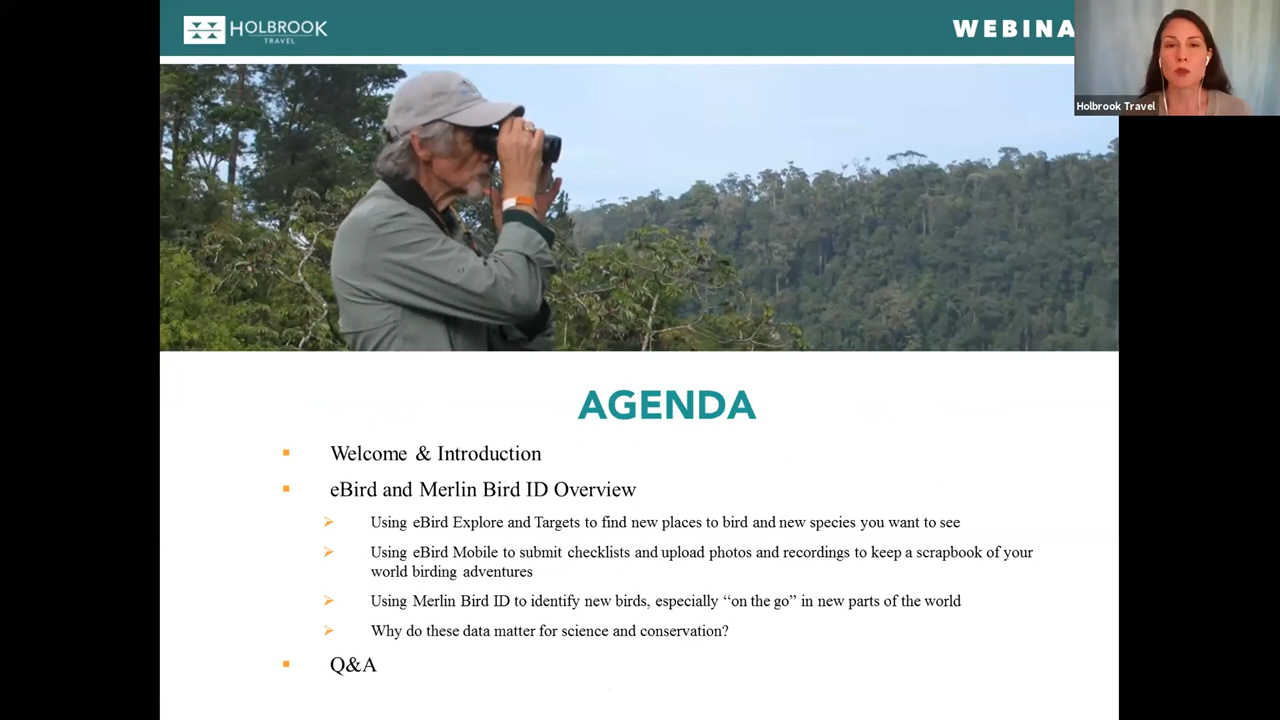 HOLBROOK
TRAVEL
WEBINA
Holbrook Travel
AGENDA
Welcome & Introduction
eBird and Merlin Bird ID Overview
Using eBird Explore and Targets to find new places to bird and new species you want to see
Using eBird Mobile to submit checklists and upload photos and recordings to keep a scrapbook of your
world birding adventures
Using Merlin Bird ID to identify new birds, especially “on the go” in new parts of the world
Why do these data matter for science and conservation?
Q&A